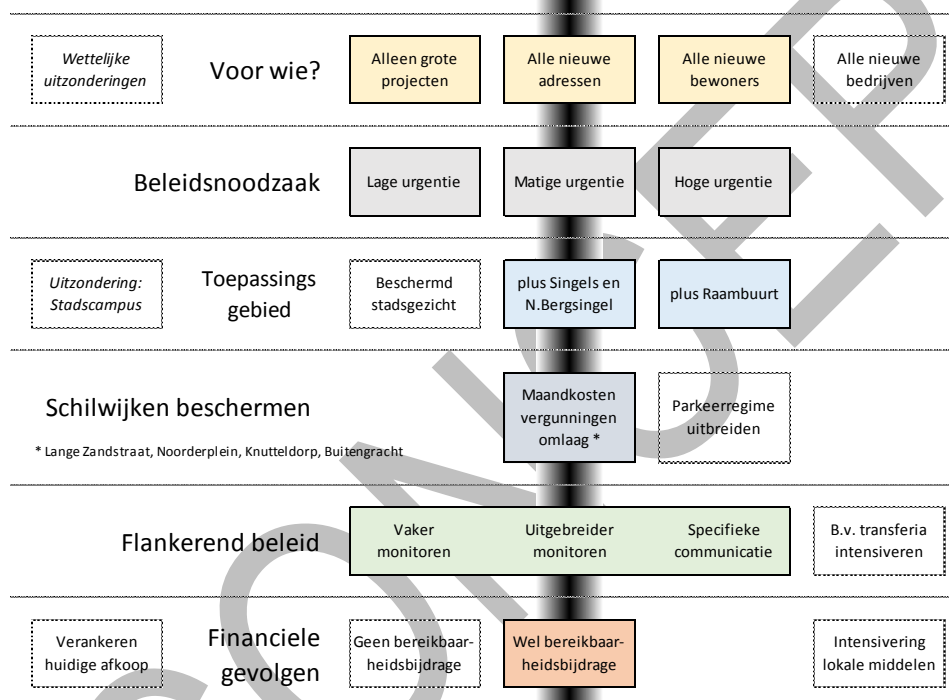 Wettelijke
uitzonderingen
Voor wie?
Alleen grote
projecten
Alle nieuwe
adressen
Alle nieuwe
bewoners
Alle nieuwe
bedrijven
Beleidsnoodzaak
Lage urgentie
Matige urgentie
Hoge urgentie
Uitzondering:
Stadscampus
Toepassings
gebied
Beschermd
stadsgezicht
plus Singels en
N.Bergsingel
plus Raambuurt
Schilwijken beschermen
* Lange Zandstraat, Noorderplein, Knutteldorp, Buitengracht
Maandkosten
vergunningen
omlaag *
Parkeerregime
uitbreiden
Flankerend beleid
Vaker
monitoren
Uitgebreider
monitoren
Specifieke
communicatie
B.v. transferia
intensiveren
Verankeren
huidige afkoop
Financiele
gevolgen
Geen bereikbaar-
heidsbijdrage
Wel bereikbaar-
heidsbijdrage
Intensivering
lokale middelen
CONCEP